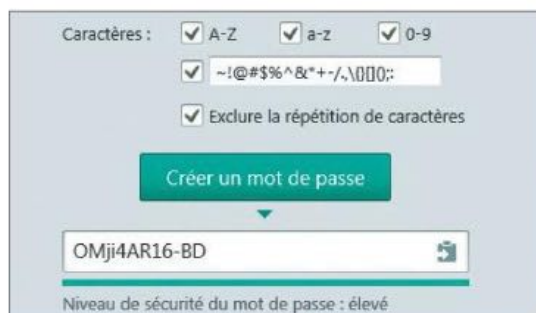 Caractères : A-Z a-z 0-9
~!@#$%^&*+-/.,\{}[]();:
Exclure la répétition de caractères
Créer un mot de passe
OMji4AR16-BD
Niveau de sécurité du mot de passe : élevé